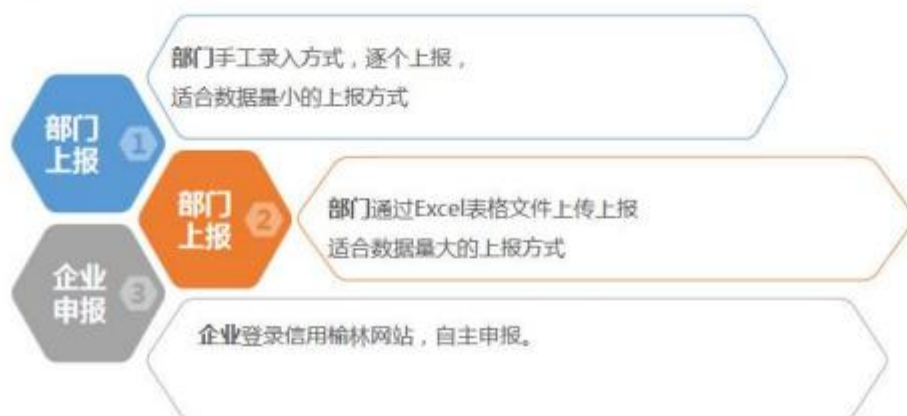 部门手工录入方式，逐个上报，
适合数据量小的上报方式
部门
上报
1
部门
上报
2
部门通过Excel表格文件上传上报
适合数据量大的上报方式
企业
申报
3
企业登录信用榆林网站，自主申报。